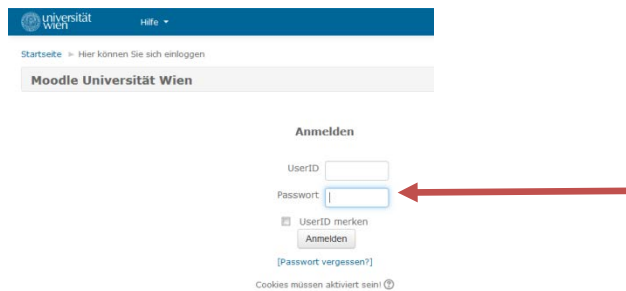 universität
wien
Hilfe
Startseite ► Hier können Sie sich einloggen
Moodle Universität Wien
Anmelden
UserID
Passwort
UserID merken
Anmelden
[Passwort vergessen?]
Cookies müssen aktiviert sein!